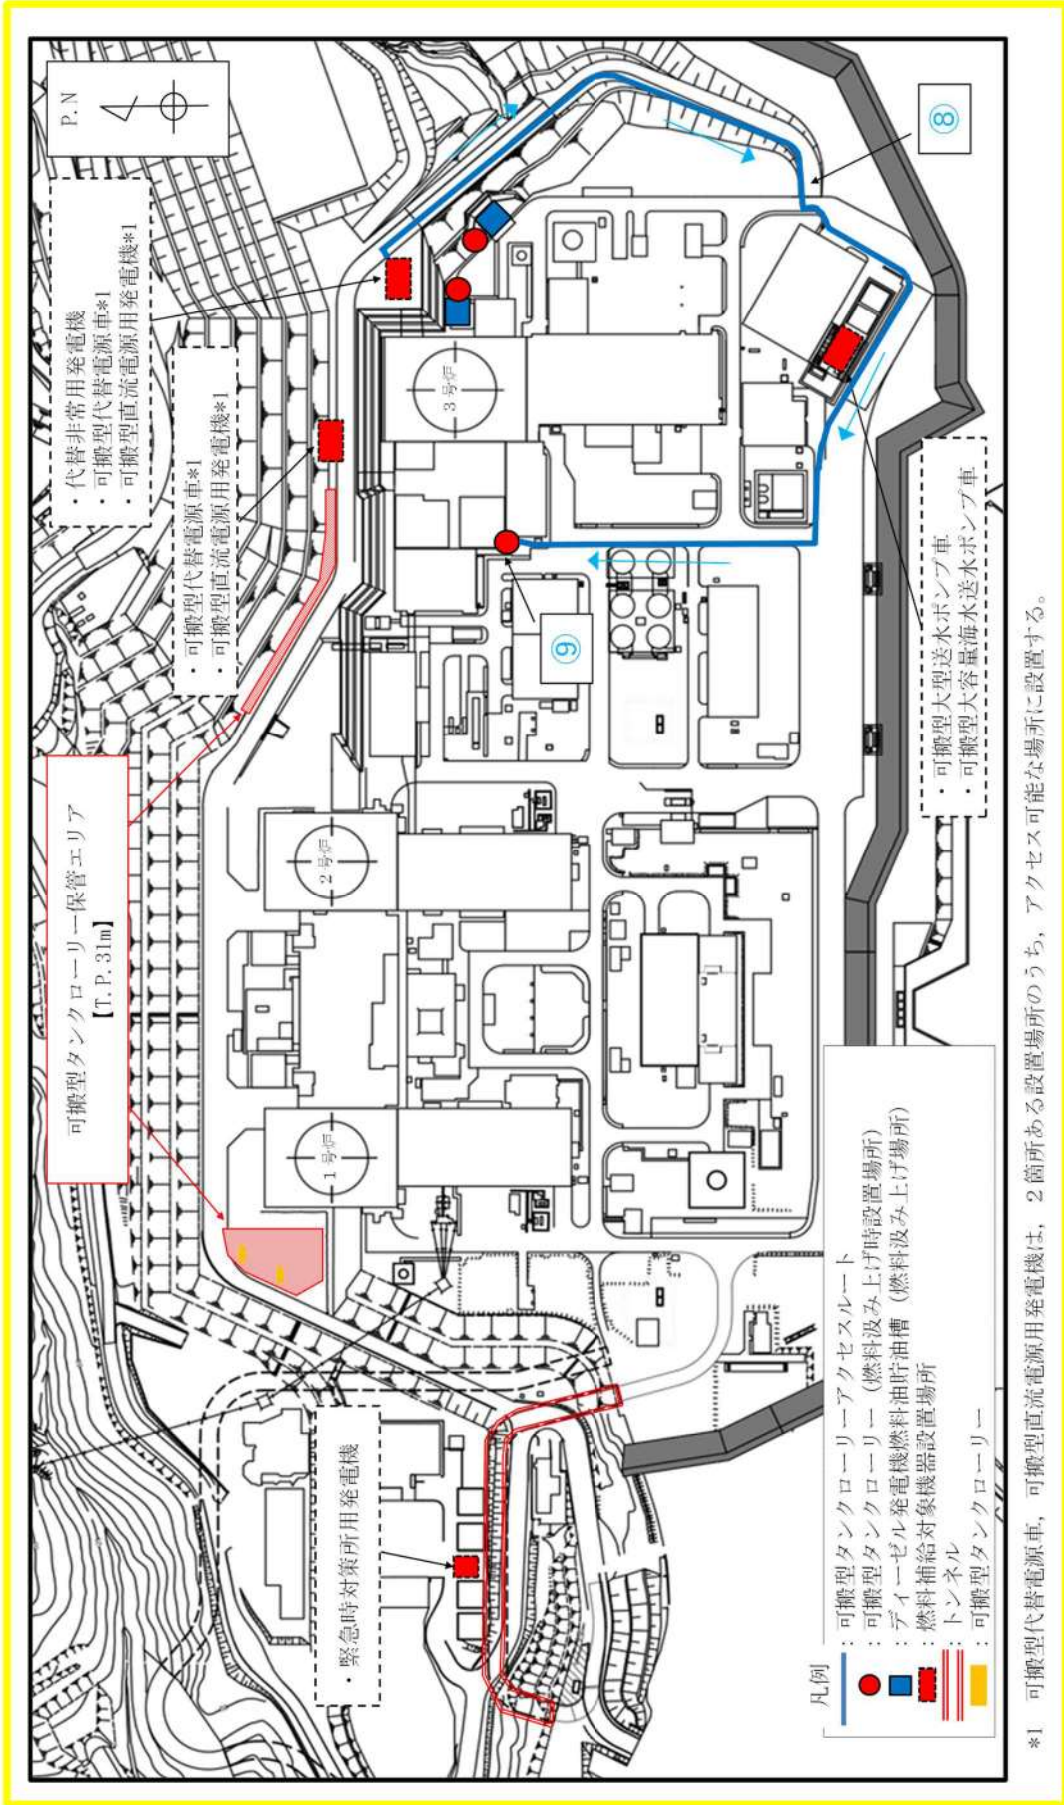 P.N
・代替非常用発電機
・可搬型代替電源車*1
・可搬型直流電源用発電機*1
・可搬型代替電源車*1
・可搬型直流電源用発電機*1
可搬型タンクローリー保管エリア
【T.P.31m】
・緊急時対策所用発電機
1号炉
2号炉
3号炉
⑧
⑨
・可搬型大型送水ポンプ車
・可搬型大容量海水送水ポンプ車
凡例
：可搬型タンクローリーアクセスルート
：可搬型タンクローリー（燃料汲み上げ時設置場所）
：ディーゼル発電機燃料油貯油槽（燃料汲み上げ場所）
：燃料補給対象機器設置場所
：トンネル
：可搬型タンクローリー
*1　可搬型代替電源車，可搬型直流電源用発電機は，2箇所ある設置場所のうち，アクセス可能な場所に設置する。